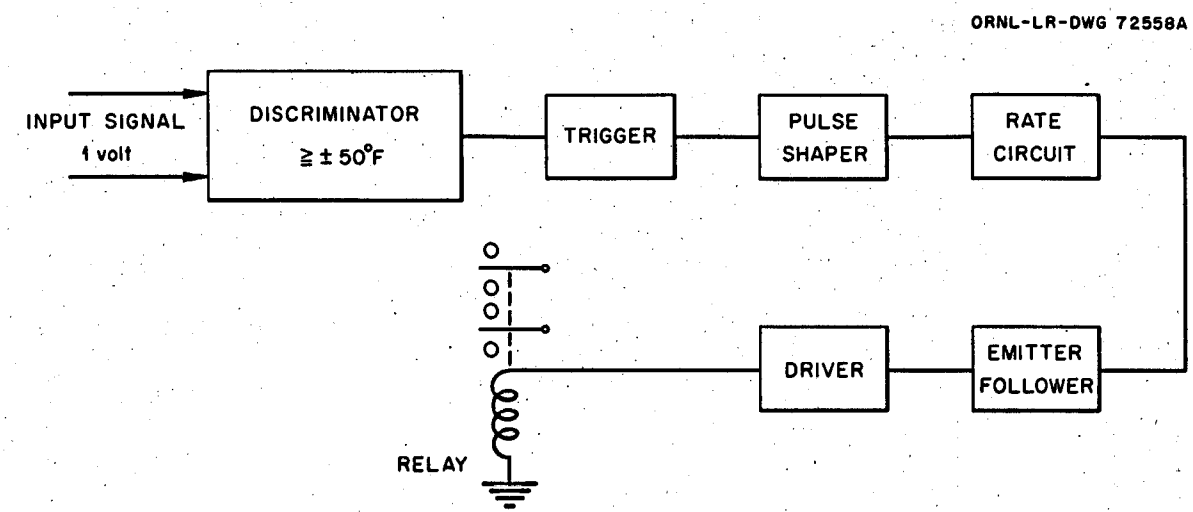 ORNL-LR-DWG 72558A
INPUT SIGNAL
1 volt
DISCRIMINATOR
≧ ± 50°F
TRIGGER
PULSE
SHAPER
RATE
CIRCUIT
DRIVER
EMITTER
FOLLOWER
RELAY